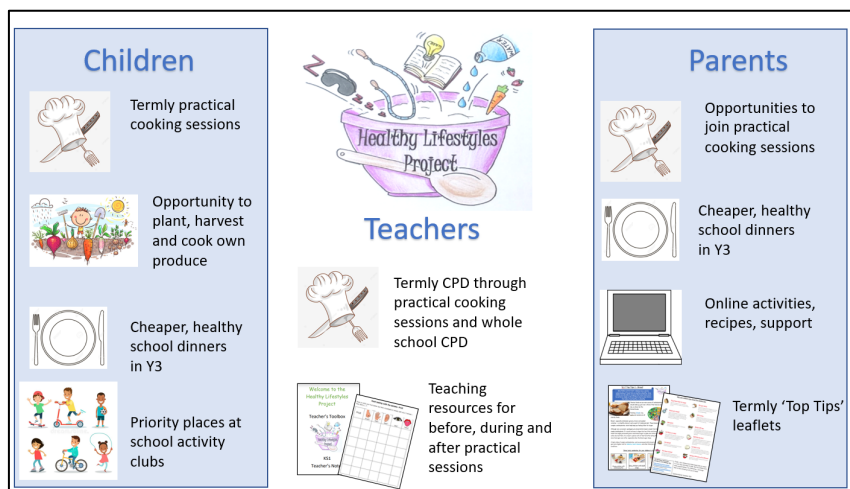 Children
Termly practical
cooking sessions
Opportunity to
plant, harvest
and cook own
produce
Cheaper, healthy
school dinners
in Y3
Priority places at
school activity
clubs
WATER
Healthy Lifestyles
Project
Teachers
Termly CPD through
practical cooking
sessions and whole
school CPD
Welcome to the
Healthy Lifestyles
Project
Teacher's Toolbox
KS1
Teaching
resources for
before, during and
after practical
sessions
Parents
Opportunities to
join practical
cooking sessions
Cheaper, healthy
school dinners
in Y3
Online activities,
recipes, support
Termly ‘Top Tips’
leaflets